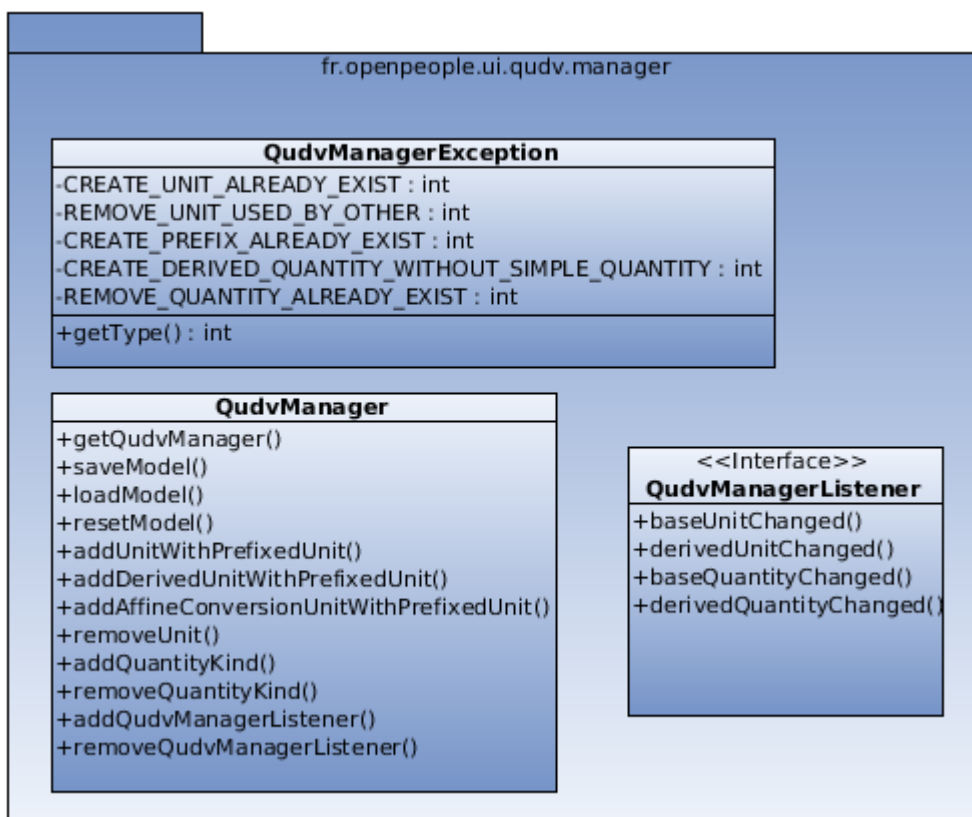 fr.openpeople.ui.qudv.manager
QudvManagerException
-CREATE_UNIT_ALREADY_EXIST : int
-REMOVE_UNIT_USED_BY_OTHER : int
-CREATE_PREFIX_ALREADY_EXIST : int
-CREATE_DERIVED_QUANTITY_WITHOUT_SIMPLE_QUANTITY : int
-REMOVE_QUANTITY_ALREADY_EXIST : int
+getType() : int
QudvManager
+getQudvManager()
+saveModel()
+loadModel()
+resetModel()
+addUnitWithPrefixedUnit()
+addDerivedUnitWithPrefixedUnit()
+addAffineConversionUnitWithPrefixedUnit()
+removeUnit()
+addQuantityKind()
+removeQuantityKind()
+addQudvManagerListener()
+removeQudvManagerListener()
<<Interface>>
QudvManagerListener
+baseUnitChanged()
+derivedUnitChanged()
+baseQuantityChanged()
+derivedQuantityChanged()